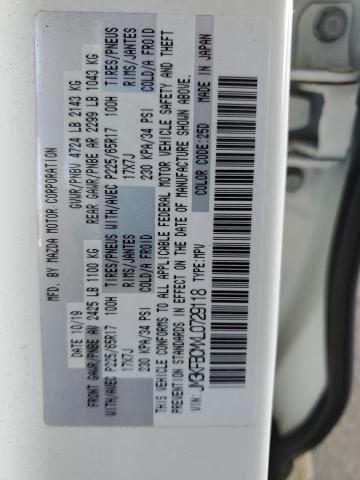 MFD. BY MAZDA MOTOR CORPORATION
DATE 10/19 GVWR/PNBV 4724 LB 2143 KG
FRONT GAWR/PNBE AV 2425 LB 1100 KG REAR GAWR/PNBE AR 2299 LB 1043 KG
WITH/AVEC P225/65R17 100H TIRES/PNEUS WITH/AVEC P225/65R17 100H TIRES/PNEUS
17X7J RIMS/JANTES 17X7J RIMS/JANTES
230 KPA/34 PSI COLD/A FROID 230 KPA/34 PSI COLD/A FROID
THIS VEHICLE CONFORMS TO ALL APPLICABLE FEDERAL MOTOR VEHICLE SAFETY AND THEFT
PREVENTION STANDARDS IN EFFECT ON THE DATE OF MANUFACTURE SHOWN ABOVE.
VIN: TYPE: MPV COLOR CODE: 25D MADE IN JAPAN